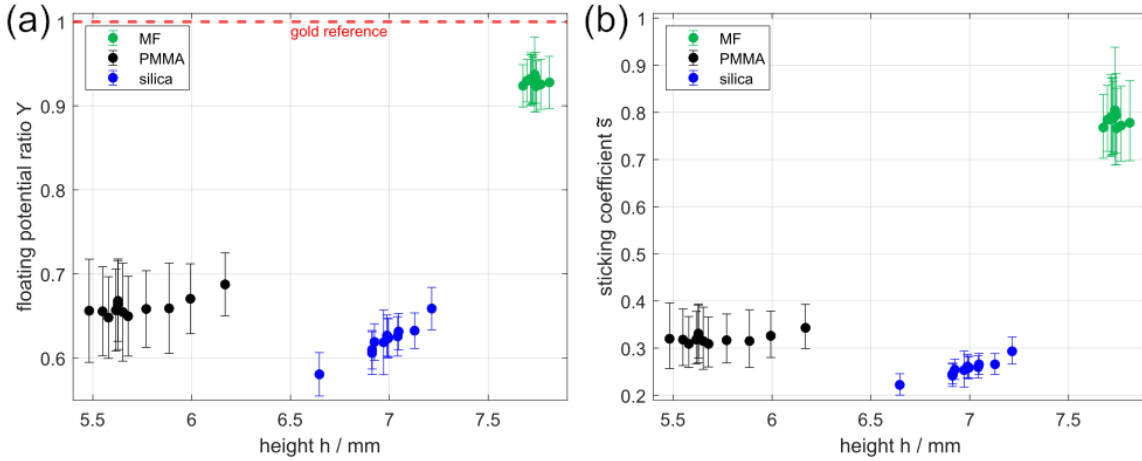 (a)
MF
PMMA
silica
gold reference
floating potential ratio Y
1
0.9
0.8
0.7
0.6
5.5 6 6.5 7 7.5
height h / mm
(b)
MF
PMMA
silica
sticking coefficient s̃
1
0.9
0.8
0.7
0.6
0.5
0.4
0.3
0.2
5.5 6 6.5 7 7.5
height h / mm